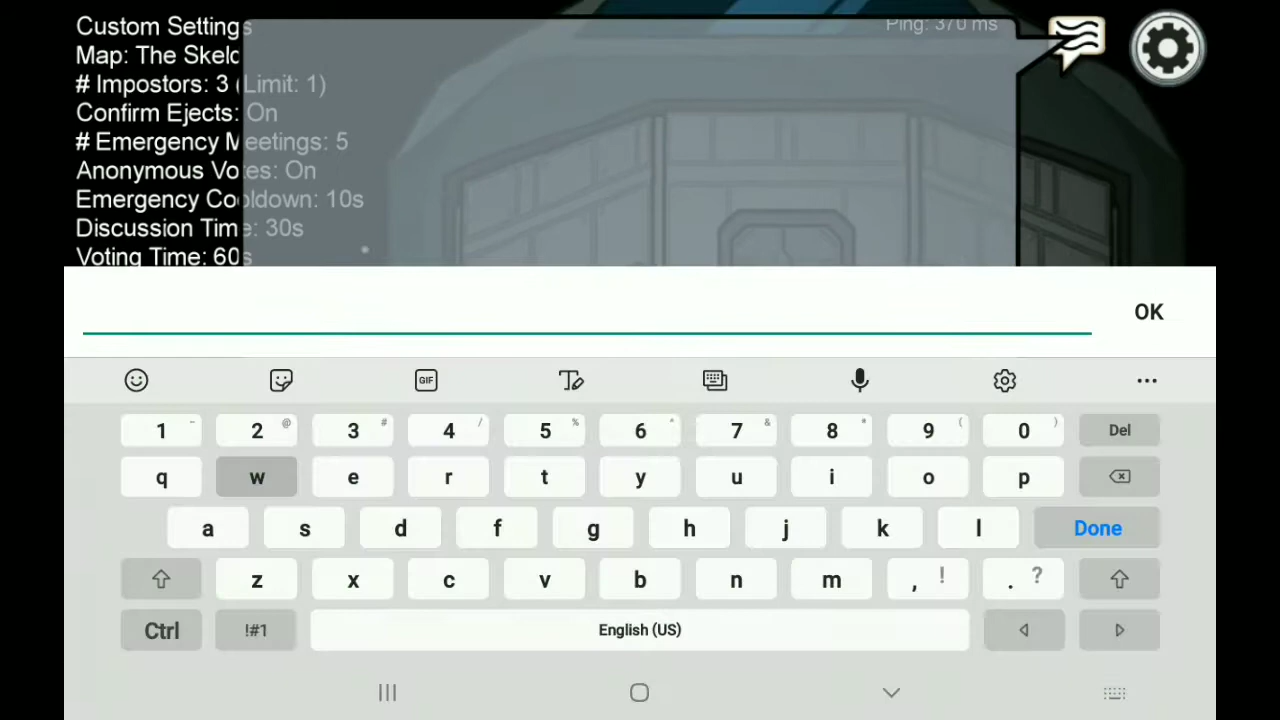 Custom Settings
Ping: 370 ms
Map: The Skelc
# Impostors: 3 (Limit: 1)
Confirm Ejects: On
# Emergency Meetings: 5
Anonymous Votes: On
Emergency Cooldown: 10s
Discussion Time: 30s
Voting Time: 60s
OK
GIF
1 - 2 @ 3 # 4 / 5 % 6 ^ 7 & 8 * 9 ( 0 ) Del
q w e r t y u i o p
a s d f g h j k l Done
z x c v b n m , ! . ?
Ctrl !#1 English (US)